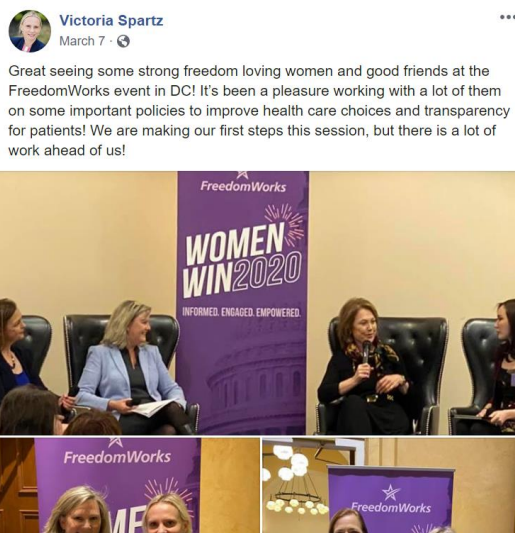 Victoria Spartz
March 7 ·
Great seeing some strong freedom loving women and good friends at the
FreedomWorks event in DC! It’s been a pleasure working with a lot of them
on some important policies to improve health care choices and transparency
for patients! We are making our first steps this session, but there is a lot of
work ahead of us!
FreedomWorks
WOMEN
WIN2020
INFORMED. ENGAGED. EMPOWERED.
FreedomWorks
FreedomWorks